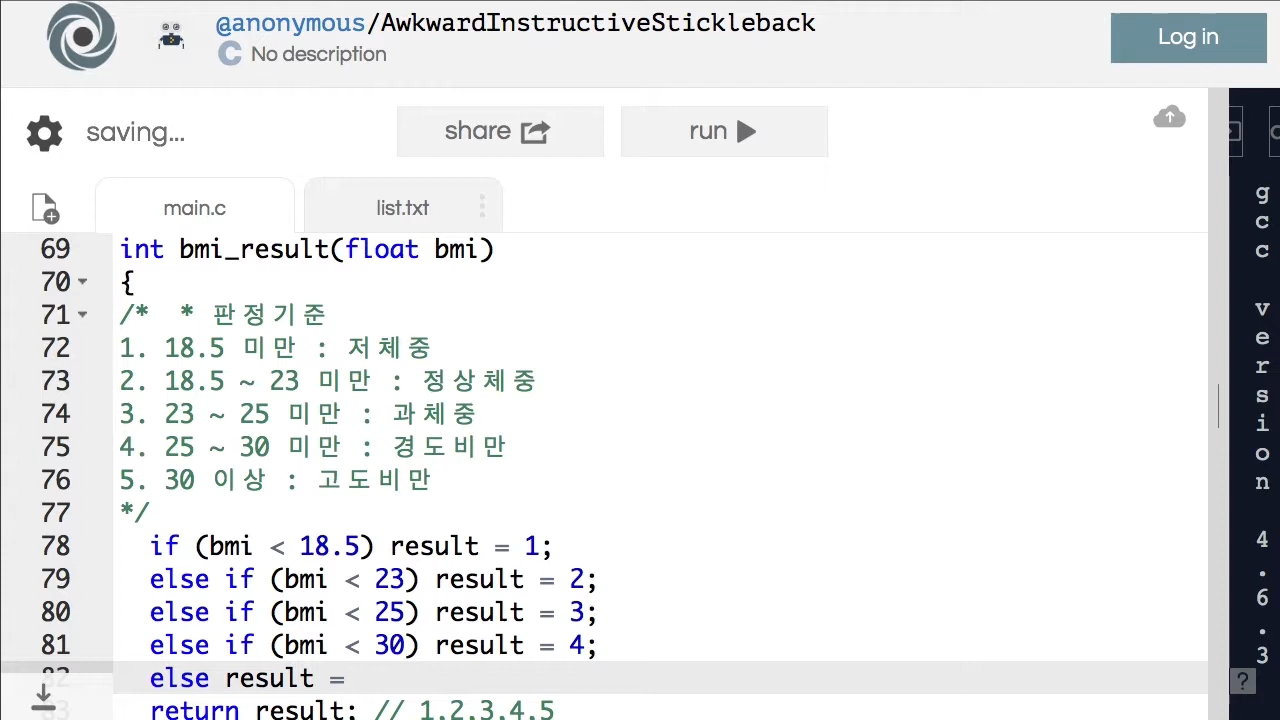 @anonymous/AwkwardInstructiveStickleback
C No description
Log in
saving...
share
run
main.c
list.txt
69 int bmi_result(float bmi)
70 {
71 /* * 판정기준
72 1. 18.5 미만 : 저체중
73 2. 18.5 ~ 23 미만 : 정상체중
74 3. 23 ~ 25 미만 : 과체중
75 4. 25 ~ 30 미만 : 경도비만
76 5. 30 이상 : 고도비만
77 */
78 if (bmi < 18.5) result = 1;
79 else if (bmi < 23) result = 2;
80 else if (bmi < 25) result = 3;
81 else if (bmi < 30) result = 4;
82 else result =
83 return result; // 1,2,3,4,5
gcc version 4.6.3
?